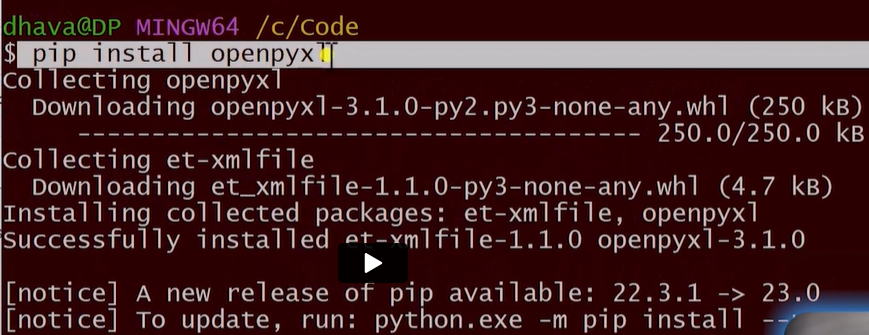 dhava@DP MINGW64 /c/Code
$ pip install openpyxl
Collecting openpyxl
  Downloading openpyxl-3.1.0-py2.py3-none-any.whl (250 kB)
     -------------------------------------- 250.0/250.0 kB
Collecting et-xmlfile
  Downloading et_xmlfile-1.1.0-py3-none-any.whl (4.7 kB)
Installing collected packages: et-xmlfile, openpyxl
Successfully installed et-xmlfile-1.1.0 openpyxl-3.1.0
[notice] A new release of pip available: 22.3.1 -> 23.0
[notice] To update, run: python.exe -m pip install --